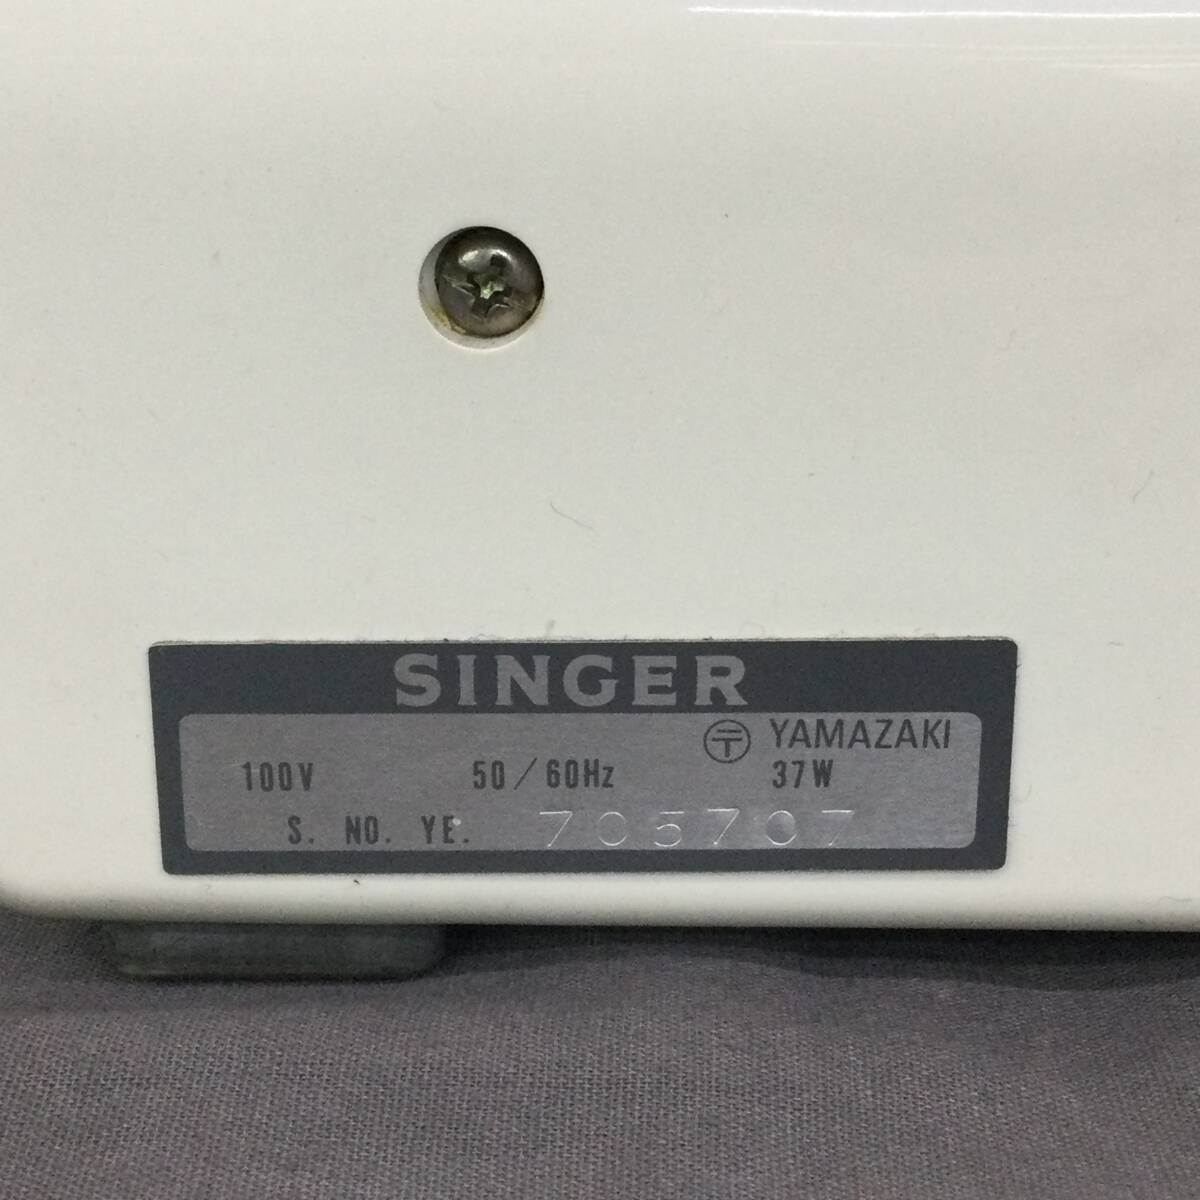 SINGER
〶 YAMAZAKI
100V 50/60Hz 37W
S. NO. YE. 705707